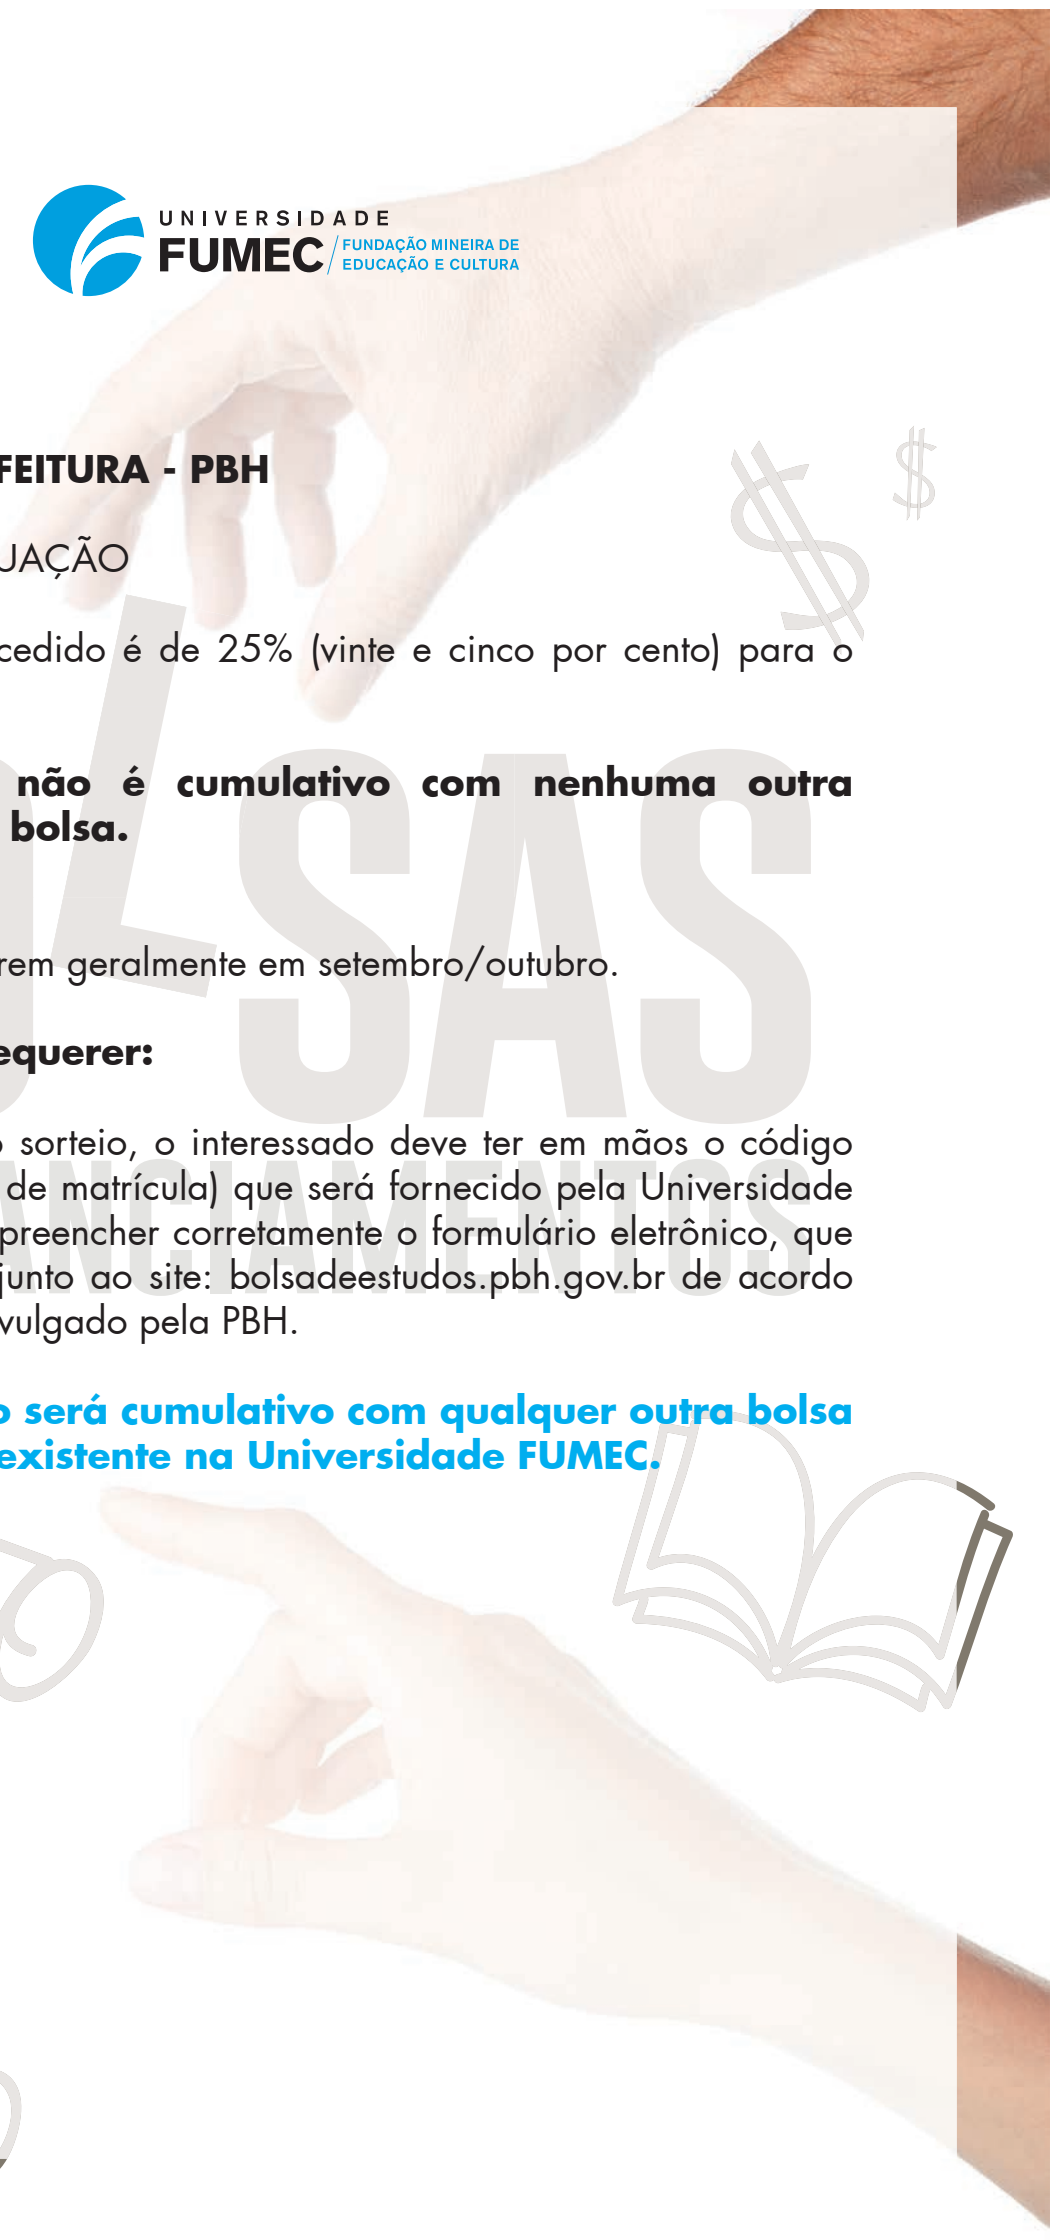 UNIVERSIDADE
FUMEC
FUNDAÇÃO MINEIRA DE
EDUCAÇÃO E CULTURA
FEITURA - PBH
UAÇÃO
cedido é de 25% (vinte e cinco por cento) para o
não é cumulativo com nenhuma outra
bolsa.
rem geralmente em setembro/outubro.
equerer:
o sorteio, o interessado deve ter em mãos o código
de matrícula) que será fornecido pela Universidade
preencher corretamente o formulário eletrônico, que
junto ao site: bolsadeestudos.pbh.gov.br de acordo
vulgado pela PBH.
o será cumulativo com qualquer outra bolsa
existente na Universidade FUMEC.
OLSAS
ANCIAMENTOS